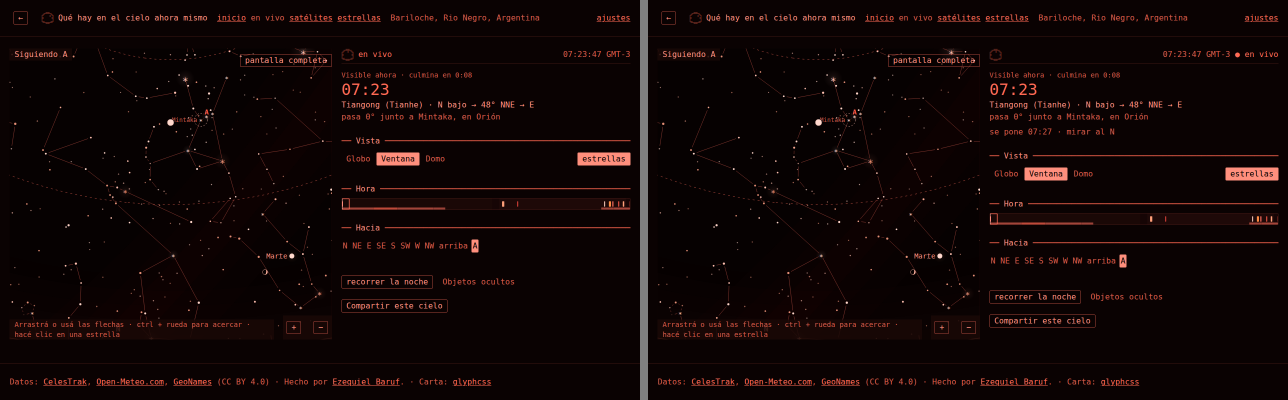 ← Qué hay en el cielo ahora mismo inicio en vivo satélites estrellas Bariloche, Río Negro, Argentina ajustes
Siguiendo A
pantalla completa
Mintaka
A
Marte
Arrastrá o usá las flechas · ctrl + rueda para acercar ·
hacé clic en una estrella
+ −
en vivo 07:23:47 GMT-3
Visible ahora · culmina en 0:08
07:23
Tiangong (Tianhe) · N bajo → 48° NNE → E
pasa 0° junto a Mintaka, en Orión
Vista
Globo Ventana Domo estrellas
Hora
Hacia
N NE E SE S SW W NW arriba A
recorrer la noche Objetos ocultos
Compartir este cielo
Datos: CelesTrak, Open-Meteo.com, GeoNames (CC BY 4.0) · Hecho por Ezequiel Baruf. · Carta: glyphcss
← Qué hay en el cielo ahora mismo inicio en vivo satélites estrellas Bariloche, Río Negro, Argentina ajustes
Siguiendo A
pantalla completa
Mintaka
A
Marte
Arrastrá o usá las flechas · ctrl + rueda para acercar ·
hacé clic en una estrella
+ −
07:23:47 GMT-3 ● en vivo
Visible ahora · culmina en 0:08
07:23
Tiangong (Tianhe) · N bajo → 48° NNE → E
pasa 0° junto a Mintaka, en Orión
se pone 07:27 · mirar al N
Vista
Globo Ventana Domo estrellas
Hora
Hacia
N NE E SE S SW W NW arriba A
recorrer la noche Objetos ocultos
Compartir este cielo
Datos: CelesTrak, Open-Meteo.com, GeoNames (CC BY 4.0) · Hecho por Ezequiel Baruf. · Carta: glyphcss